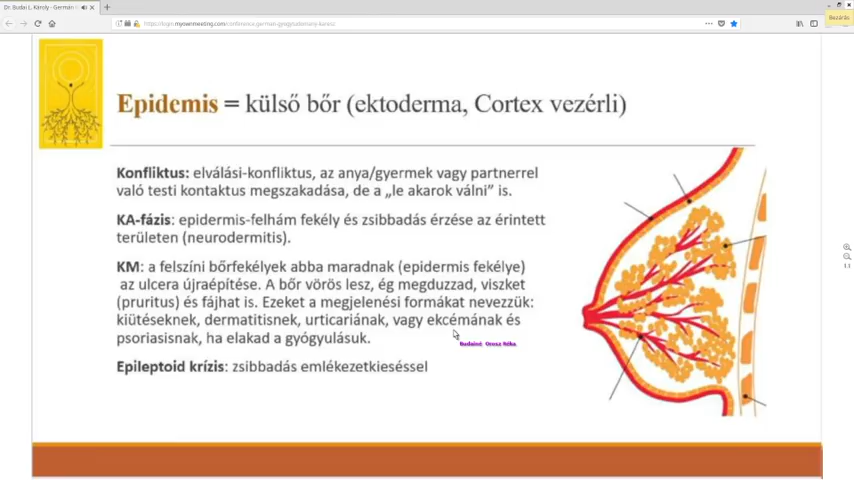 Dr. Budai L. Károly - Germán
https://login.myownmeeting.com/conference,german-gyogytudomany-kepzes/
Bezárás
Epidemis = külső bőr (ektoderma, Cortex vezérli)
Konfliktus: elválási-konfliktus, az anya/gyermek vagy partnerrel
való testi kontaktus megszakadása, de a „le akarok válni” is.
KA-fázis: epidermis-felhám fekély és zsibbadás érzése az érintett
területen (neurodermitis).
KM: a felszíni bőrfekélyek abba maradnak (epidermis fekélye)
az ulcera újraépítése. A bőr vörös lesz, ég megduzzad, viszket
(pruritus) és fájhat is. Ezeket a megjelenési formákat nevezzük:
kiütéseknek, dermatitisnek, urticariának, vagy ekcémának és
psoriasisnak, ha elakad a gyógyulásuk.
Budainé Orosz Réka
Epileptoid krízis: zsibbadás emlékezetkieséssel